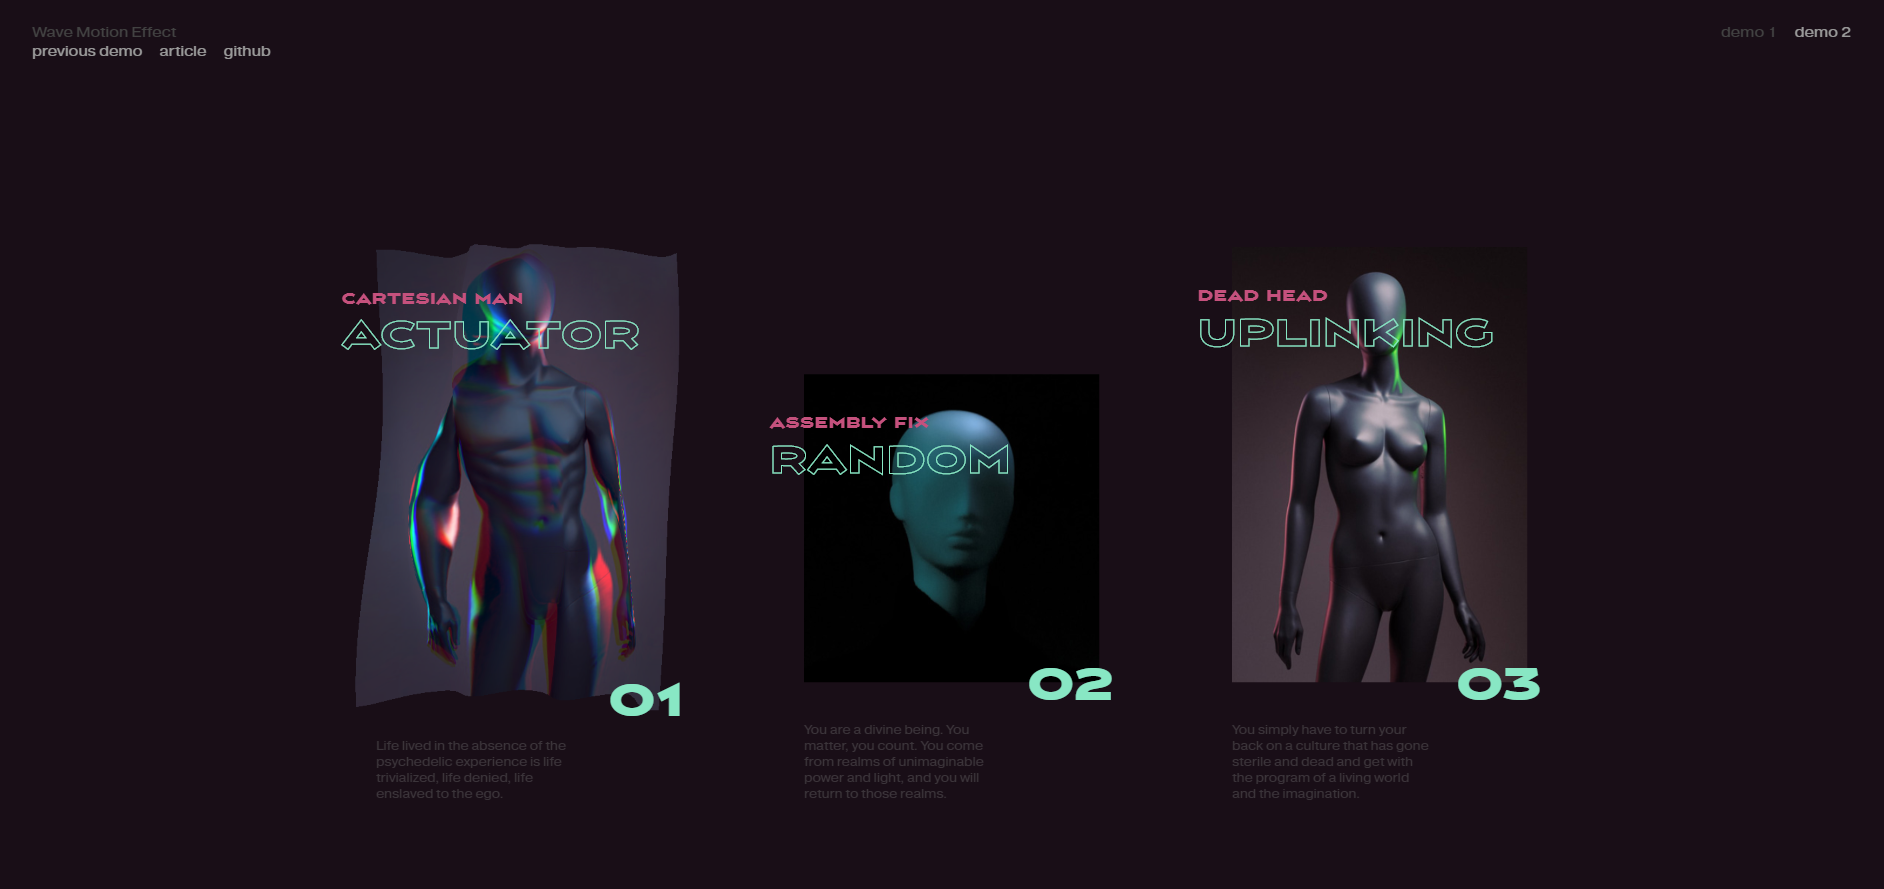 Wave Motion Effect
previous demo article github
demo 1 demo 2
CARTESIAN MAN
ACTUATOR
01
Life lived in the absence of the
psychedelic experience is life
trivialized, life denied, life
enslaved to the ego.
ASSEMBLY FIX
RANDOM
02
You are a divine being. You
matter, you count. You come
from realms of unimaginable
power and light, and you will
return to those realms.
DEAD HEAD
UPLINKING
03
You simply have to turn your
back on a culture that has gone
sterile and dead and get with
the program of a living world
and the imagination.